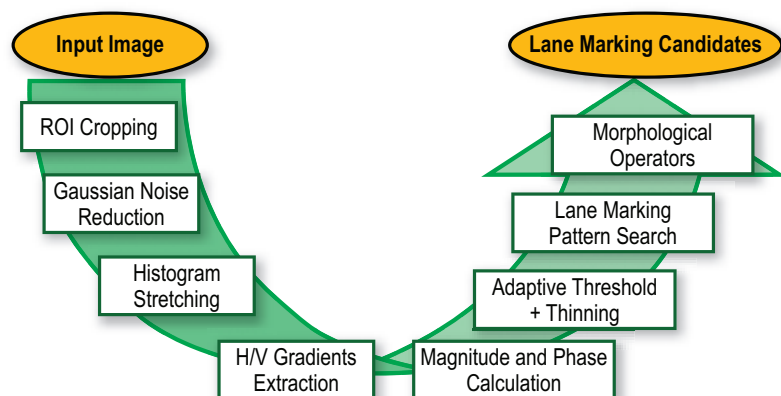 Input Image
Lane Marking Candidates
ROI Cropping
Gaussian Noise
Reduction
Histogram
Stretching
H/V Gradients
Extraction
Magnitude and Phase
Calculation
Adaptive Threshold
+ Thinning
Lane Marking
Pattern Search
Morphological
Operators